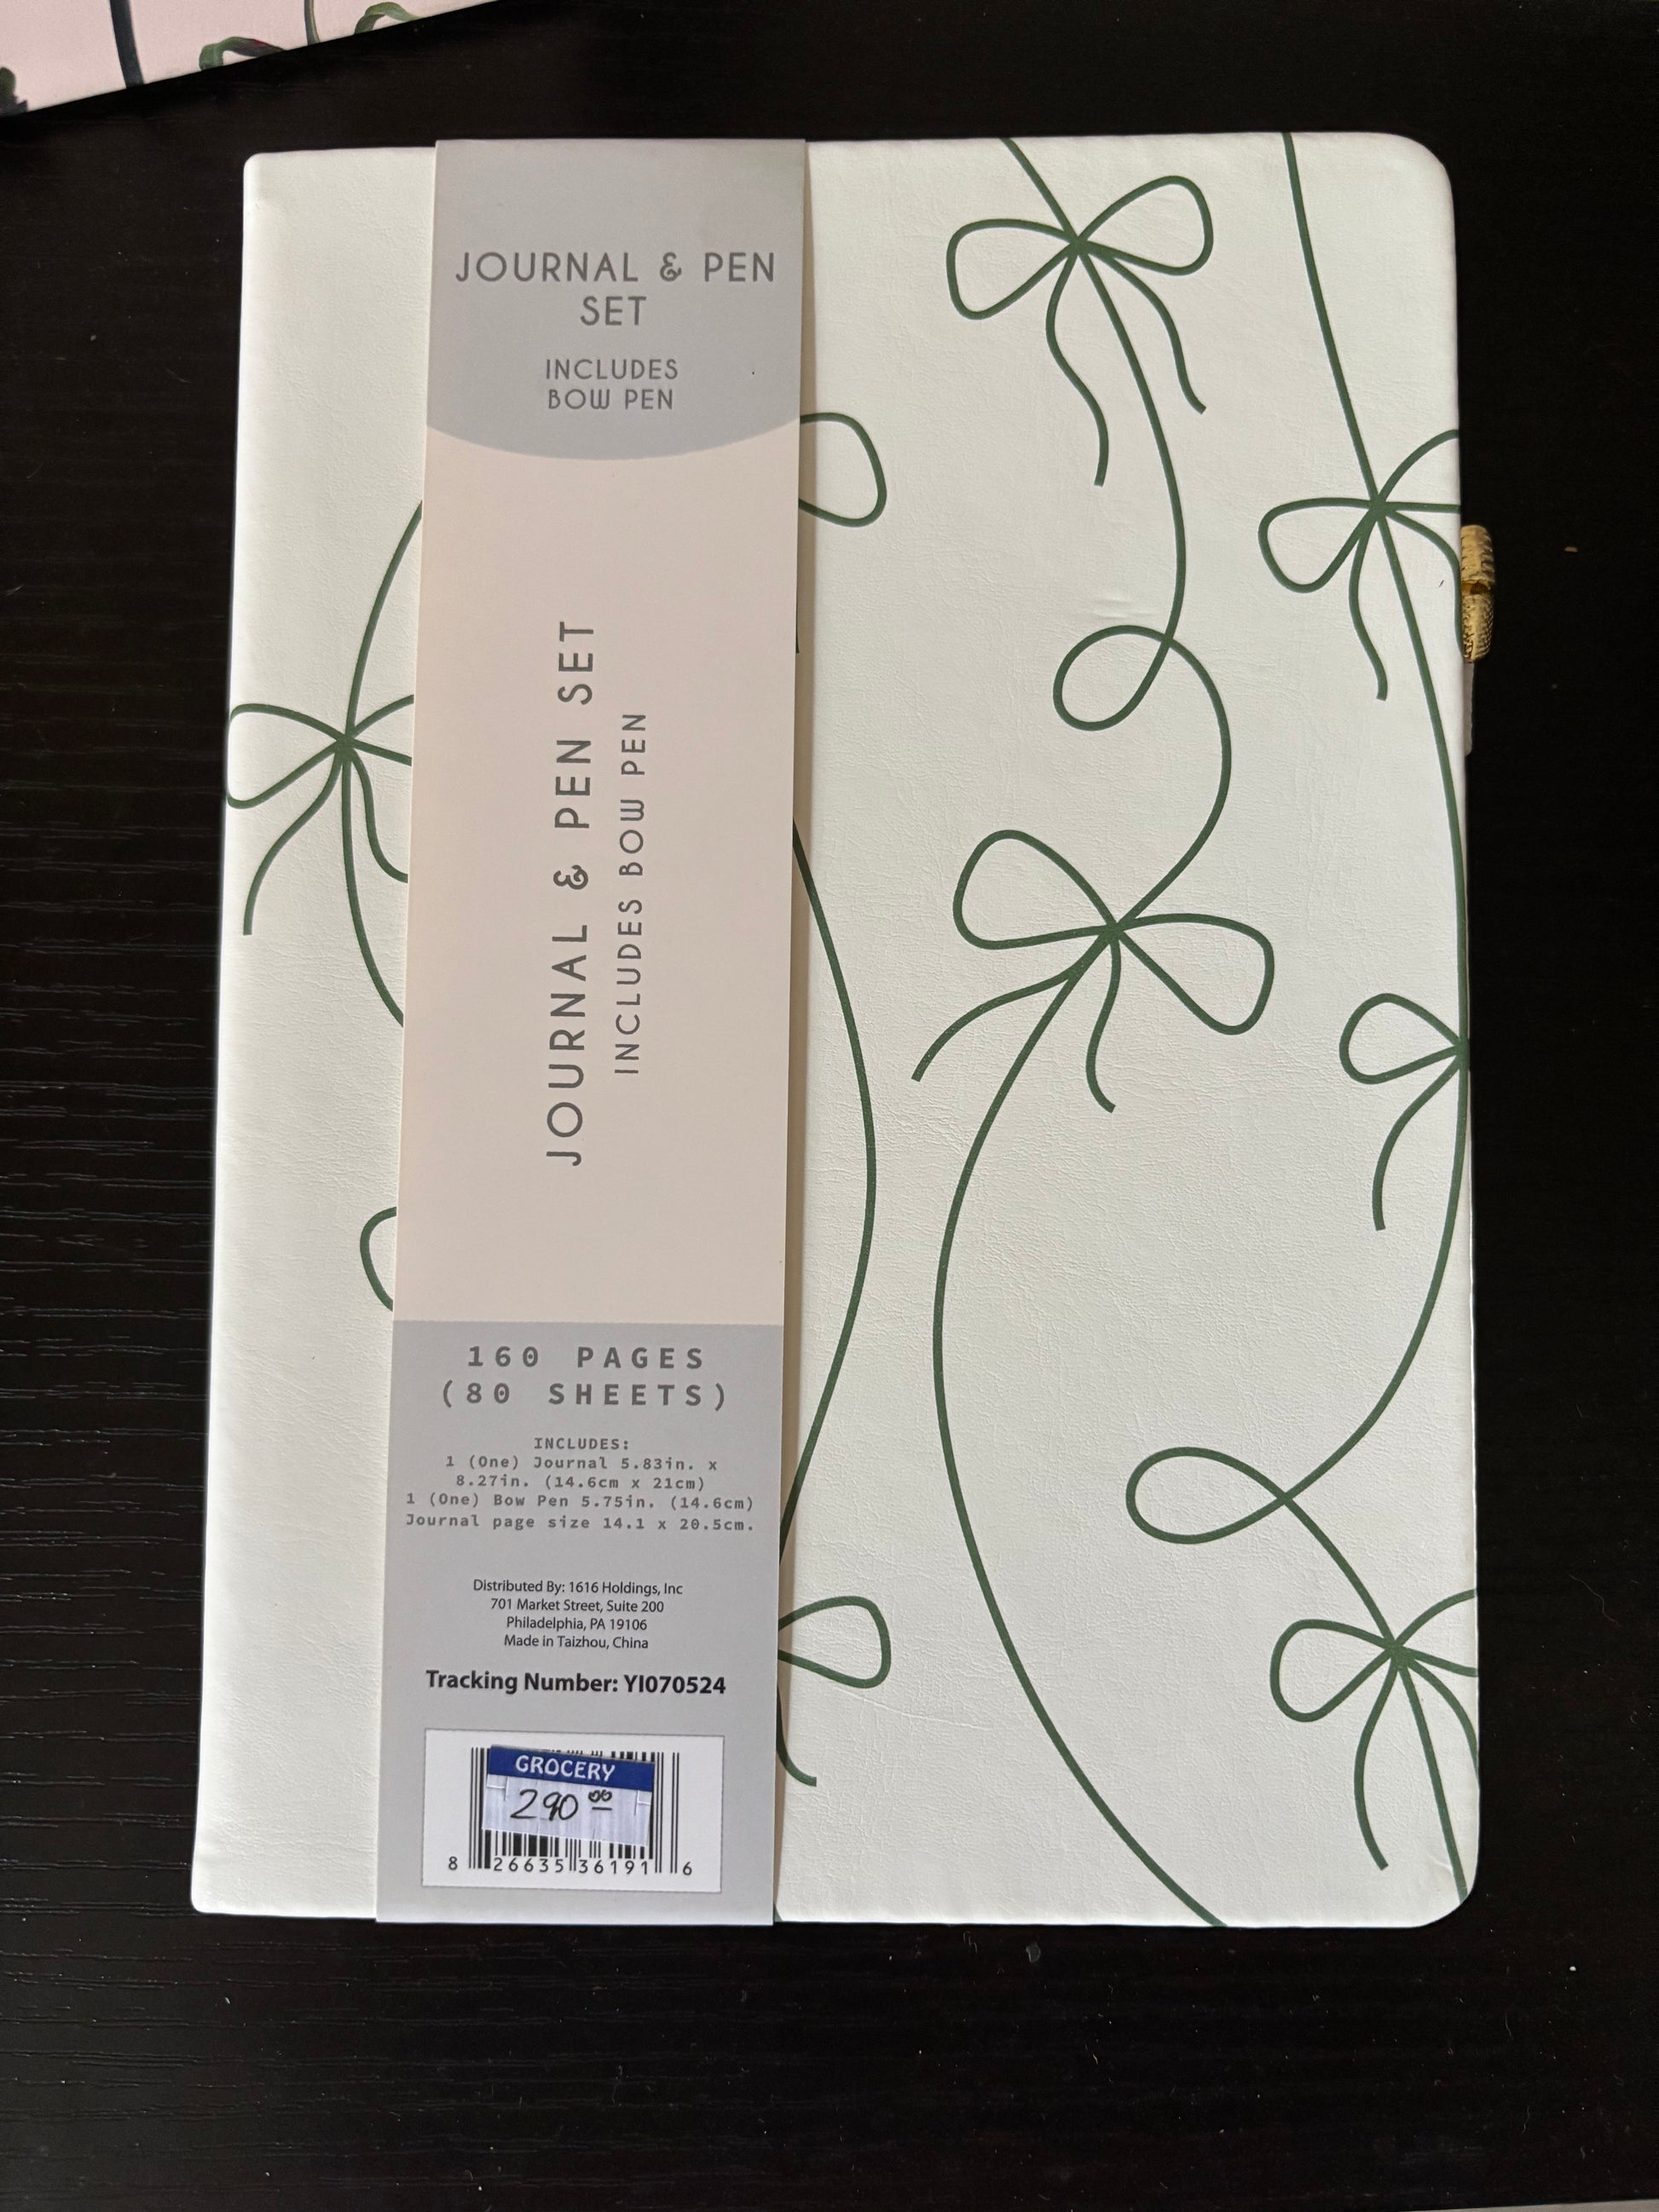 JOURNAL & PEN
SET
INCLUDES
BOW PEN
JOURNAL & PEN SET
INCLUDES BOW PEN
160 PAGES
(80 SHEETS)
INCLUDES:
1 (One) Journal 5.83in. x
8.27in. (14.6cm x 21cm)
1 (One) Bow Pen 5.75in. (14.6cm)
Journal page size 14.1 x 20.5cm.
Distributed By: 1616 Holdings, Inc
701 Market Street, Suite 200
Philadelphia, PA 19106
Made in Taizhou, China
Tracking Number: YI070524
GROCERY
290 00
8 26635 36191 6